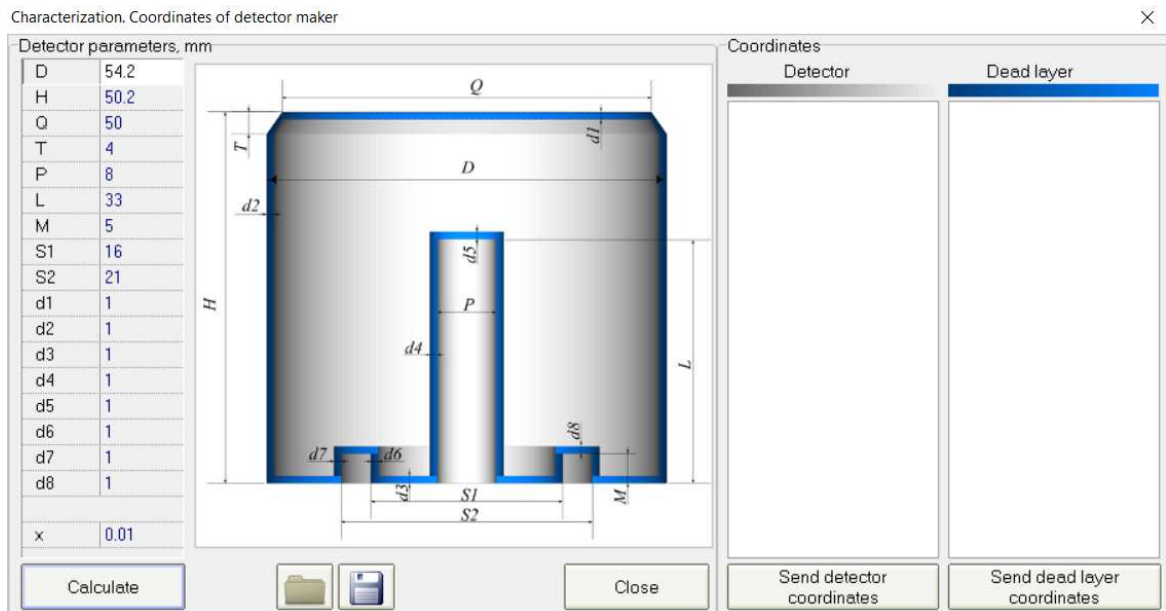 Characterization. Coordinates of detector maker
Detector parameters, mm
D 54.2
H 50.2
Q 50
T 4
P 8
L 33
M 5
S1 16
S2 21
d1 1
d2 1
d3 1
d4 1
d5 1
d6 1
d7 1
d8 1
x 0.01
Q
T
d1
D
d2
d5
H
P
d4
L
d8
d7
d6
d3
S1
M
S2
Coordinates
Detector
Dead layer
Calculate
Close
Send detector
coordinates
Send dead layer
coordinates